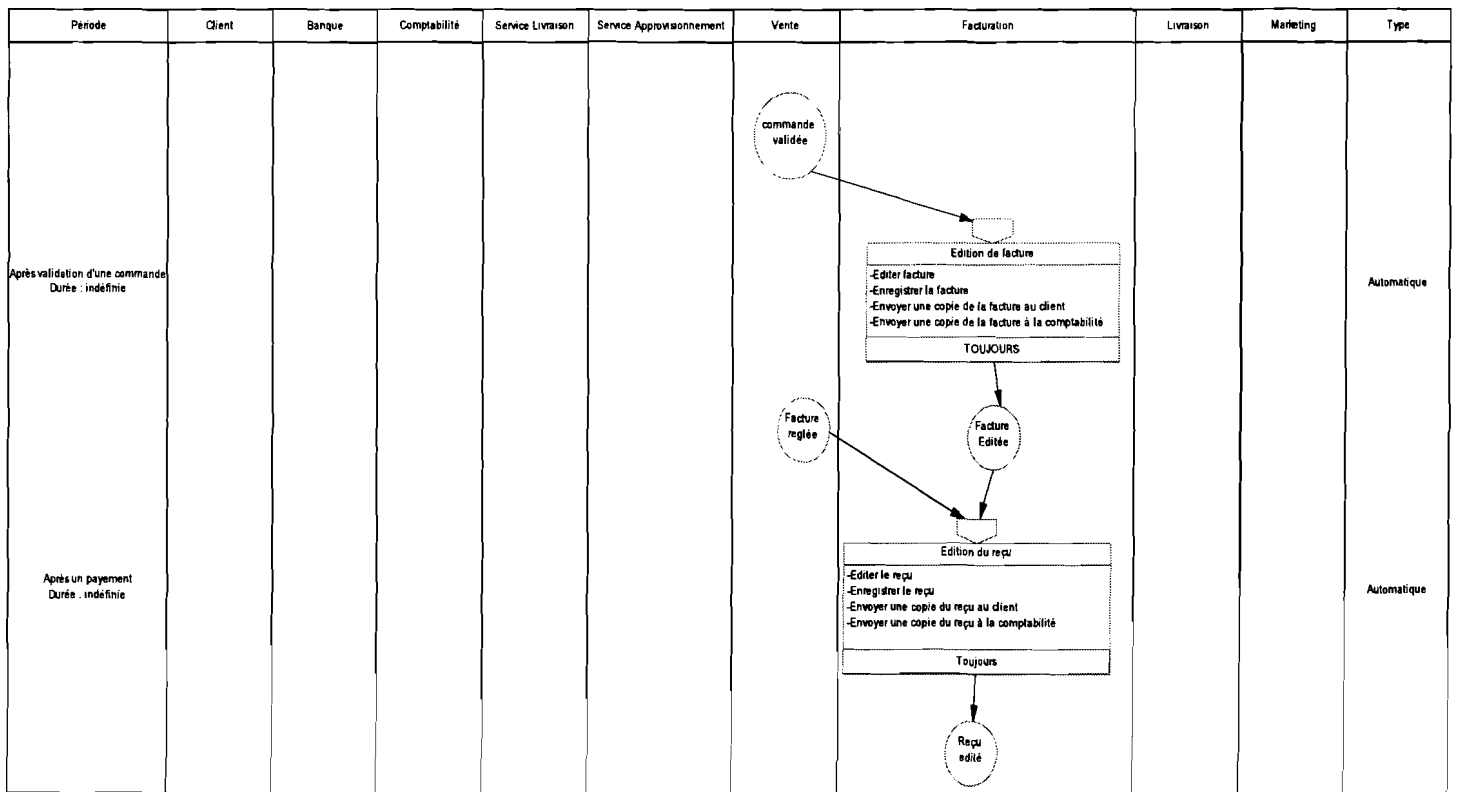 Période
Client
Banque
Comptabilité
Service Livraison
Service Approvisionnement
Vente
Facturation
Livraison
Marketing
Type
commande
validée
Edition de facture
-Editer facture
-Enregistrer la facture
-Envoyer une copie de la facture au client
-Envoyer une copie de la facture à la comptabilité
TOUJOURS
Après validation d'une commande
Durée : indéfinie
Automatique
Facture
reglée
Facture
Editée
Edition du reçu
-Editer le reçu
-Enregistrer le reçu
-Envoyer une copie du reçu au client
-Envoyer une copie du reçu à la comptabilité
Toujours
Après un payement
Durée : indéfinie
Automatique
Reçu
edité